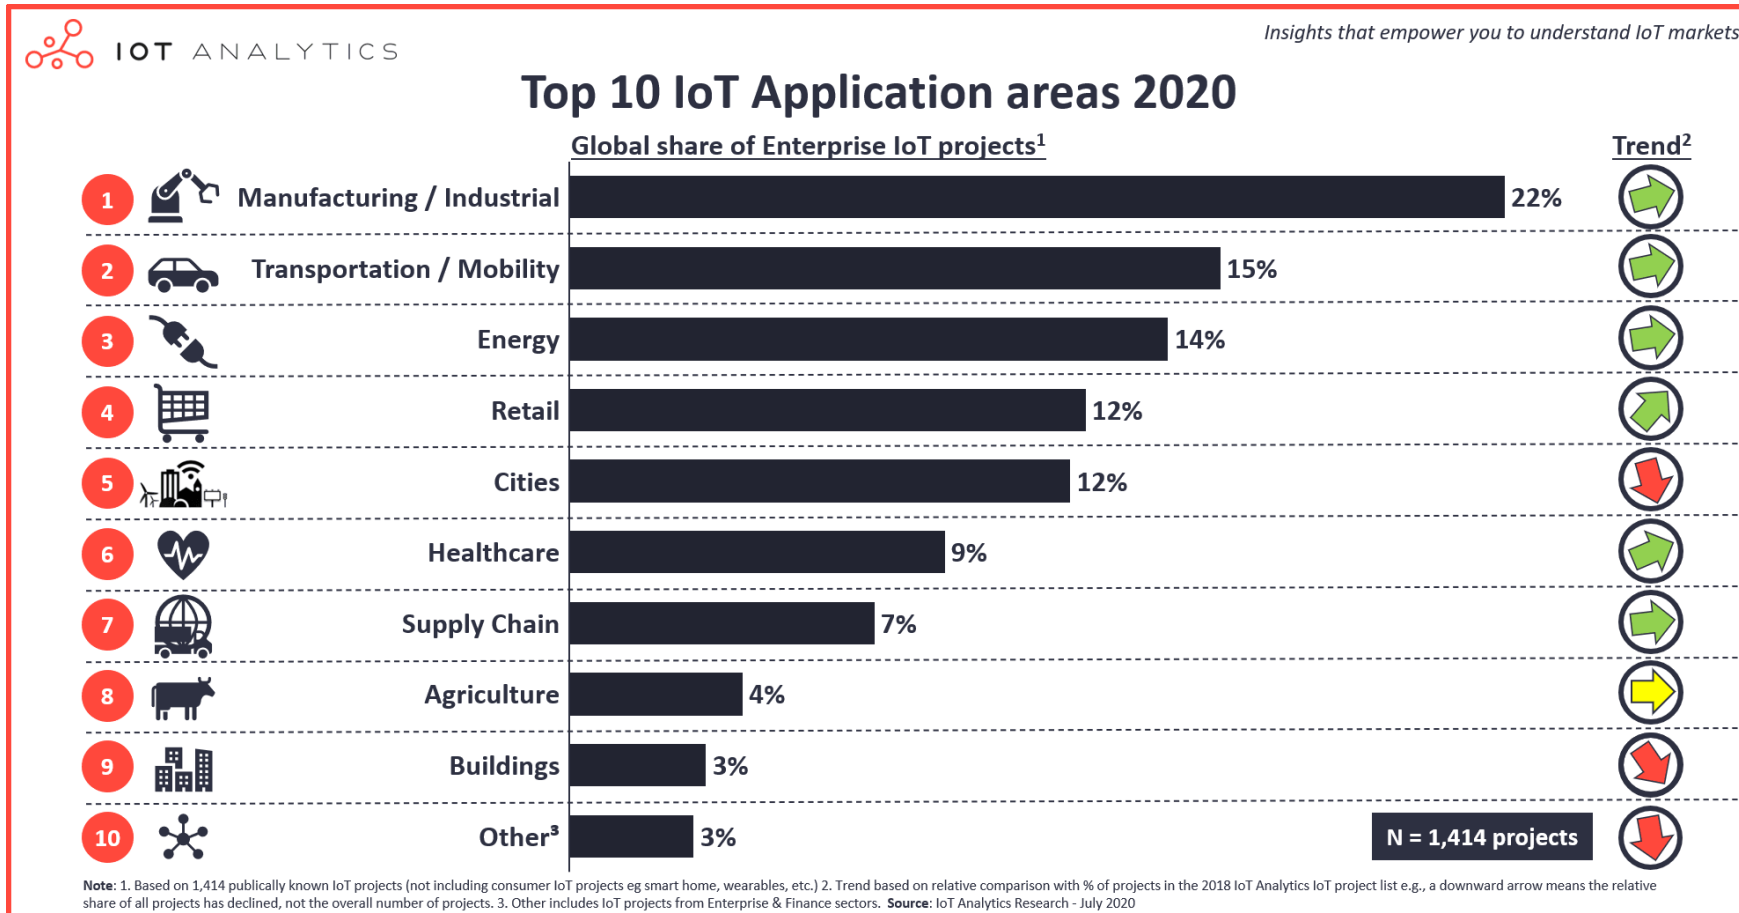 IOT ANALYTICS
Insights that empower you to understand IoT markets
Top 10 IoT Application areas 2020
Global share of Enterprise IoT projects¹
Trend²
1 Manufacturing / Industrial 22%
2 Transportation / Mobility 15%
3 Energy 14%
4 Retail 12%
5 Cities 12%
6 Healthcare 9%
7 Supply Chain 7%
8 Agriculture 4%
9 Buildings 3%
10 Other³ 3%
N = 1,414 projects
Note: 1. Based on 1,414 publically known IoT projects (not including consumer IoT projects eg smart home, wearables, etc.) 2. Trend based on relative comparison with % of projects in the 2018 IoT Analytics IoT project list e.g., a downward arrow means the relative
share of all projects has declined, not the overall number of projects. 3. Other includes IoT projects from Enterprise & Finance sectors. Source: IoT Analytics Research - July 2020